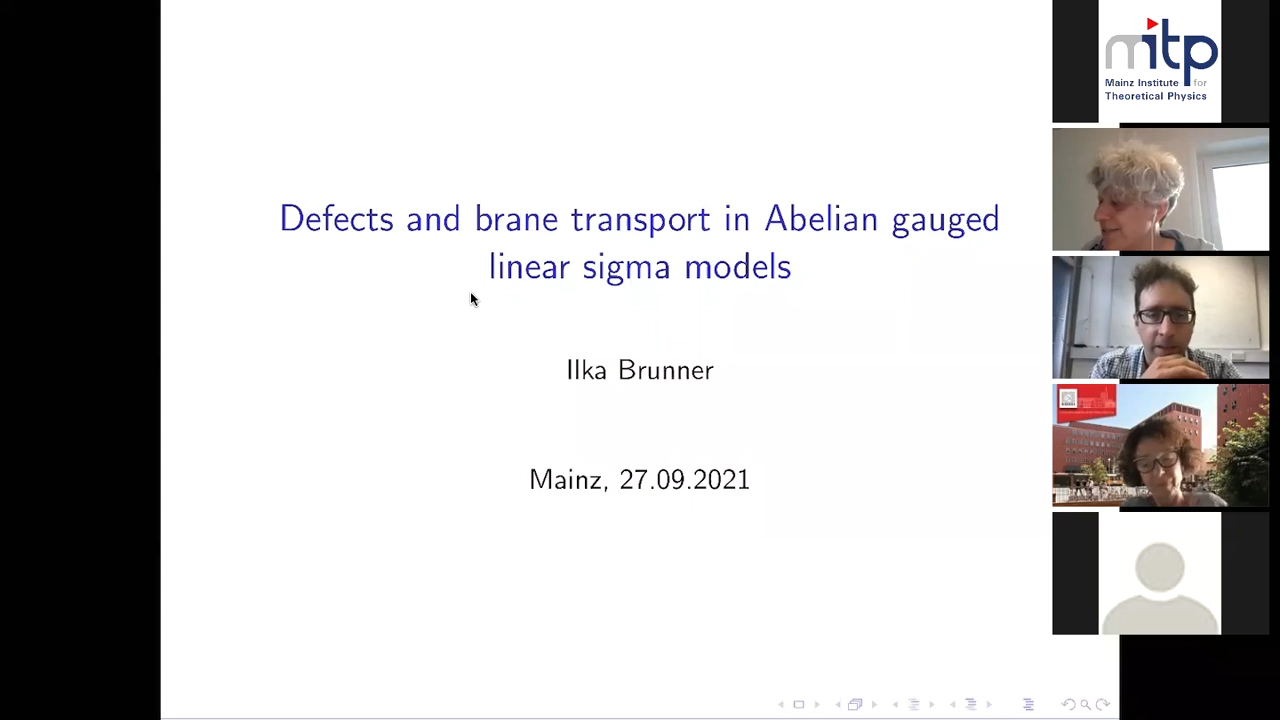 Defects and brane transport in Abelian gauged
linear sigma models
Ilka Brunner
Mainz, 27.09.2021
mitp
Mainz Institute for
Theoretical Physics